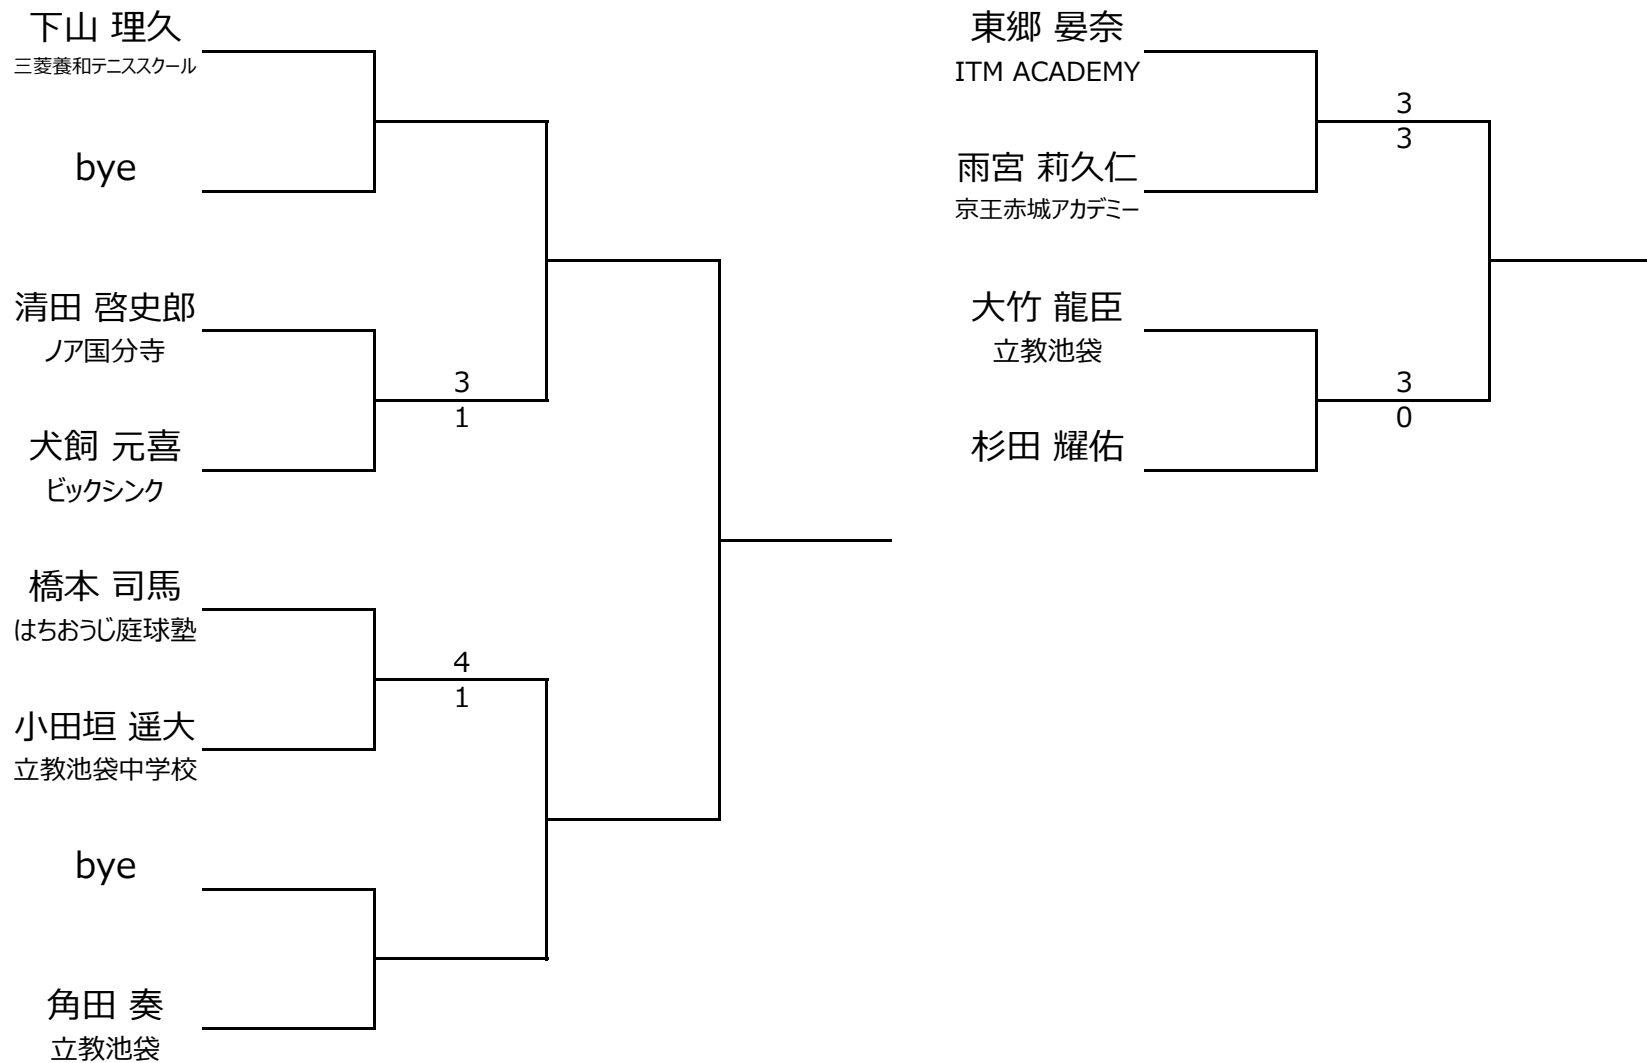 下山 理久
三菱養和テニススクール
bye
清田 啓史郎
ノア国分寺
3
1
犬飼 元喜
ビックシンク
橋本 司馬
はちおうじ庭球塾
4
1
小田垣 遥大
立教池袋中学校
bye
角田 奏
立教池袋
東郷 晏奈
ITM ACADEMY
3
3
雨宮 莉久仁
京王赤城アカデミー
大竹 龍臣
立教池袋
3
0
杉田 耀佑